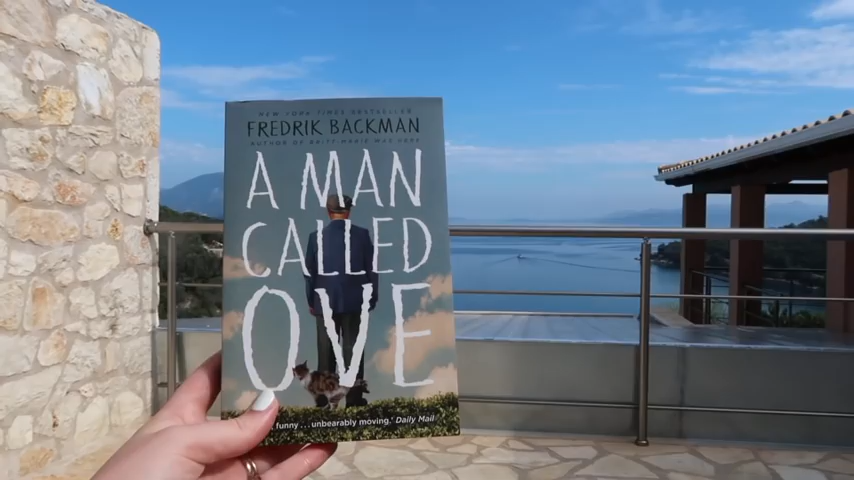 NEW YORK TIMES BESTSELLER
FREDRIK BACKMAN
AUTHOR OF BRITT-MARIE WAS HERE
A MAN
CALLED
OVE
funny . . . unbearably moving.' Daily Mail